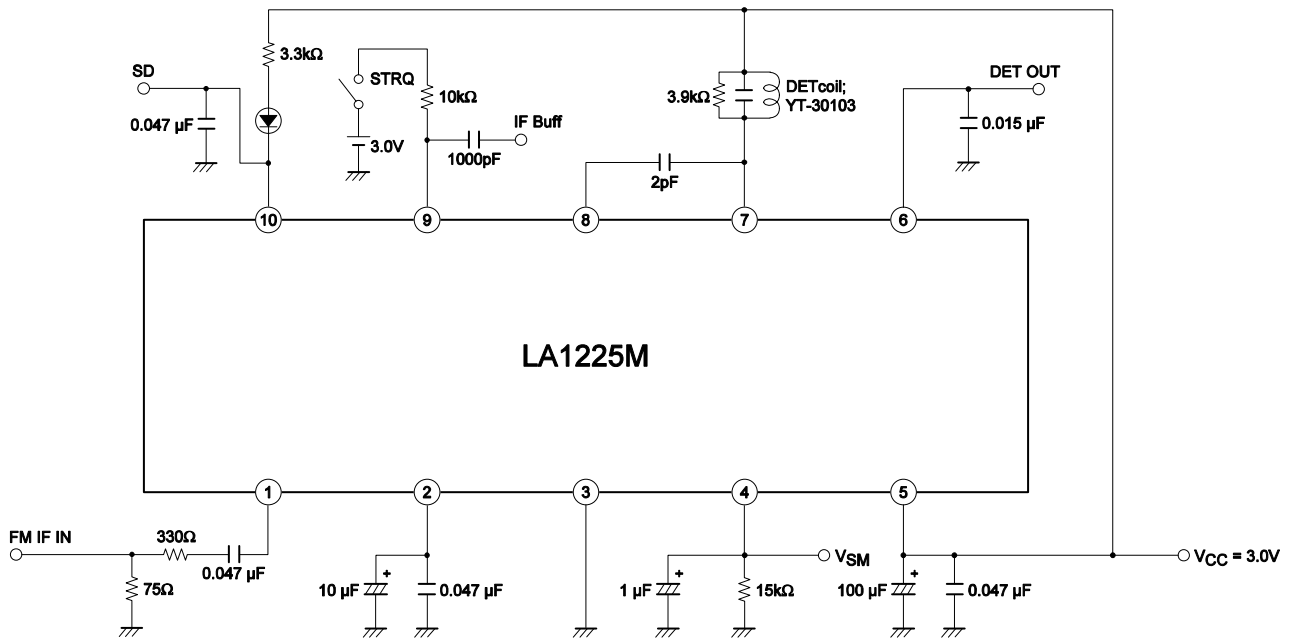 3.3kΩ
SD
STRQ
DETcoil;
YT-30103
DET OUT
10kΩ
3.9kΩ
0.047 µF
IF Buff
0.015 µF
3.0V
1000pF
2pF
10
9
8
7
6
LA1225M
1
2
3
4
5
FM IF IN
330Ω
0.047 µF
75Ω
+
10 µF
0.047 µF
+
1 µF
15kΩ
VSM
+
100 µF
0.047 µF
VCC = 3.0V